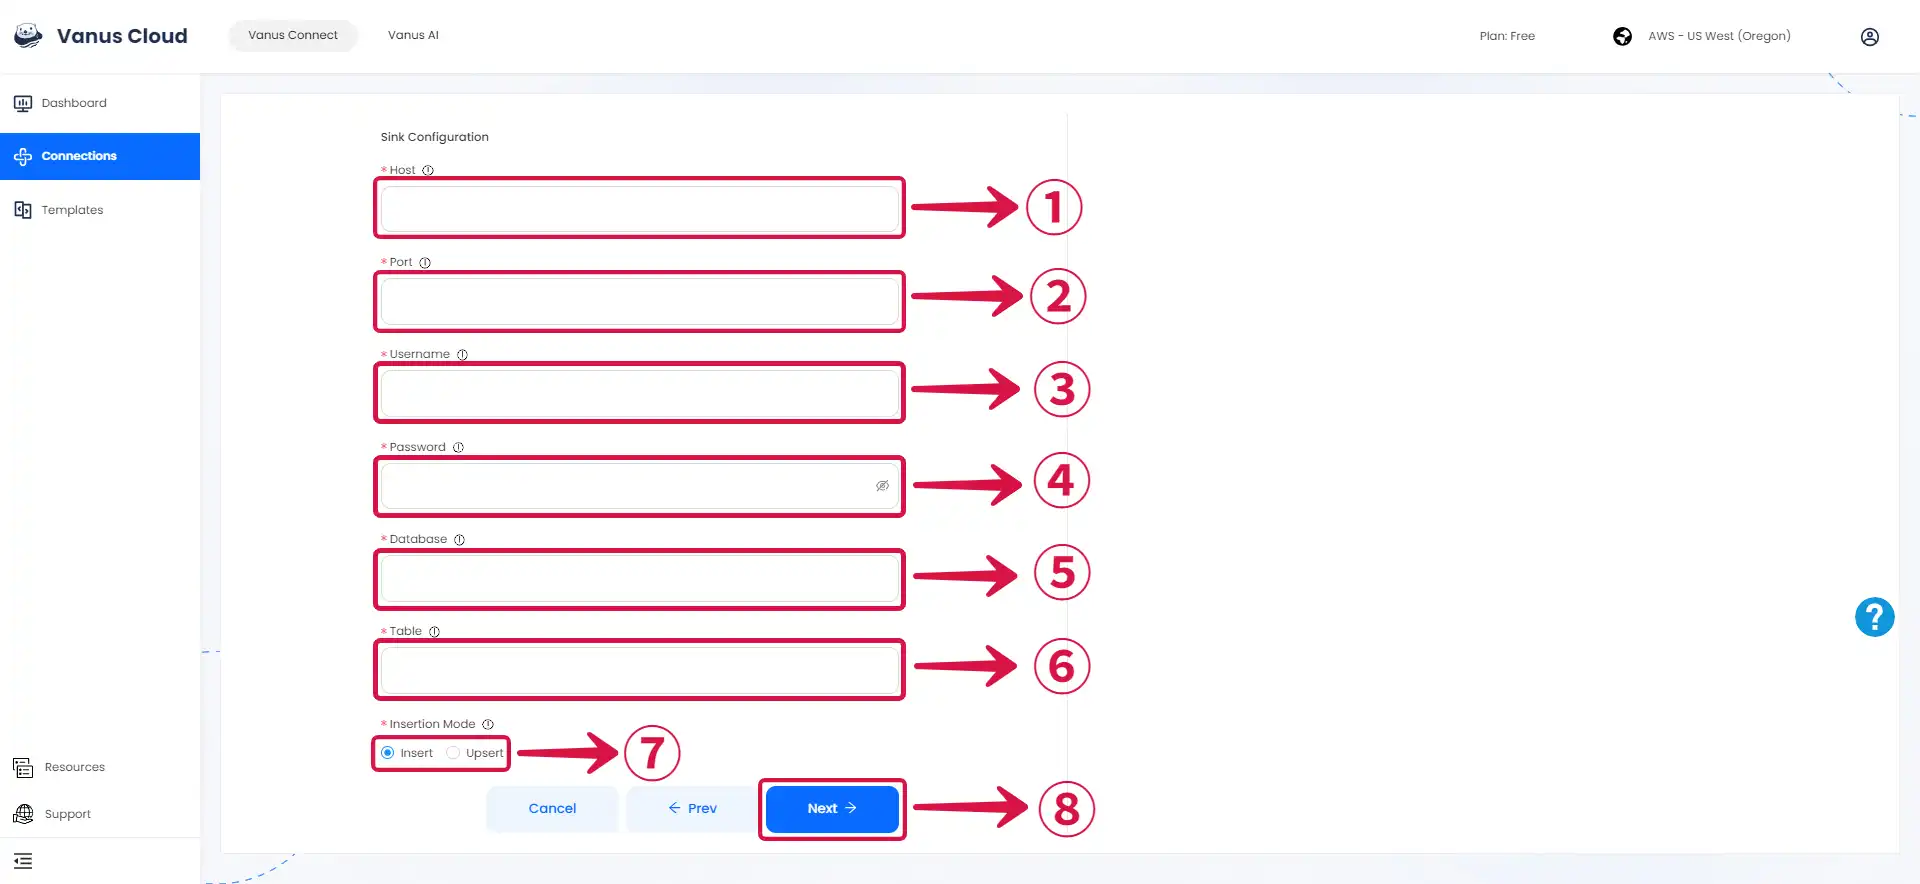 Vanus Cloud
Vanus Connect
Vanus AI
Plan: Free
AWS - US West (Oregon)
Dashboard
Connections
Templates
Resources
Support
Sink Configuration
* Host
1
* Port
2
* Username
3
* Password
4
* Database
5
* Table
6
* Insertion Mode
Insert Upsert
7
Cancel
← Prev
Next →
8
?